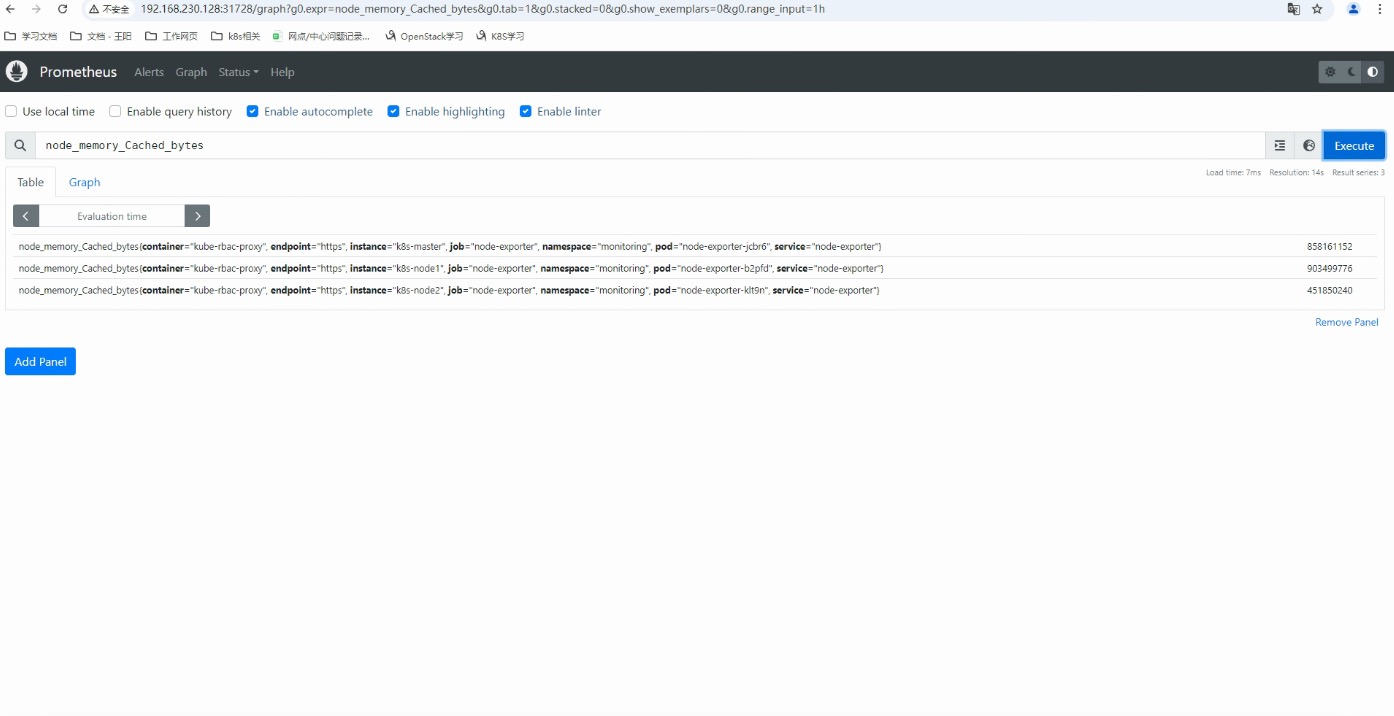 不安全 192.168.230.128:31728/graph?g0.expr=node_memory_Cached_bytes&g0.tab=1&g0.stacked=0&g0.show_exemplars=0&g0.range_input=1h
学习文档 文档 - 王阳 工作网页 k8s相关 网点/中心问题记录... OpenStack学习 K8S学习
Prometheus Alerts Graph Status Help
Use local time Enable query history Enable autocomplete Enable highlighting Enable linter
node_memory_Cached_bytes Execute
Load time: 7ms Resolution: 14s Result series: 3
Table Graph
Evaluation time
node_memory_Cached_bytes{container="kube-rbac-proxy", endpoint="https", instance="k8s-master", job="node-exporter", namespace="monitoring", pod="node-exporter-jcbr6", service="node-exporter"} 858161152
node_memory_Cached_bytes{container="kube-rbac-proxy", endpoint="https", instance="k8s-node1", job="node-exporter", namespace="monitoring", pod="node-exporter-b2pfd", service="node-exporter"} 903499776
node_memory_Cached_bytes{container="kube-rbac-proxy", endpoint="https", instance="k8s-node2", job="node-exporter", namespace="monitoring", pod="node-exporter-klt9n", service="node-exporter"} 451850240
Remove Panel
Add Panel